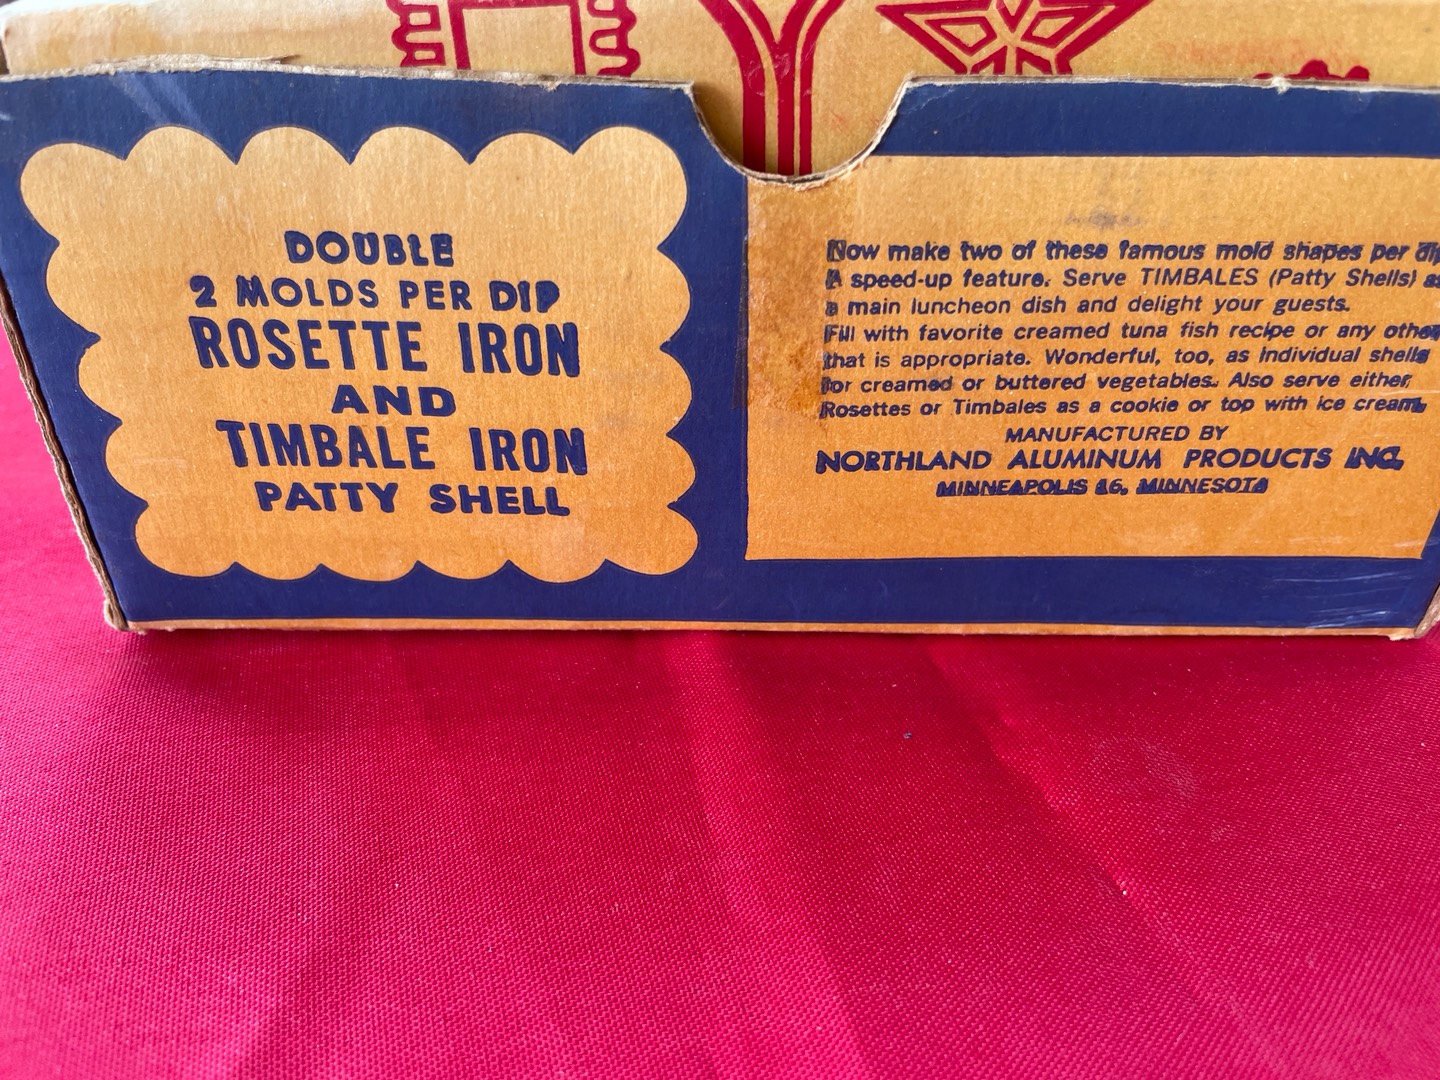 DOUBLE
2 MOLDS PER DIP
ROSETTE IRON
AND
TIMBALE IRON
PATTY SHELL
Now make two of these famous mold shapes per dip
A speed-up feature. Serve TIMBALES (Patty Shells) as
a main luncheon dish and delight your guests.
Fill with favorite creamed tuna fish recipe or any other
that is appropriate. Wonderful, too, as individual shells
for creamed or buttered vegetables. Also serve either
Rosettes or Timbales as a cookie or top with ice cream.
MANUFACTURED BY
NORTHLAND ALUMINUM PRODUCTS INC.
MINNEAPOLIS 16, MINNESOTA